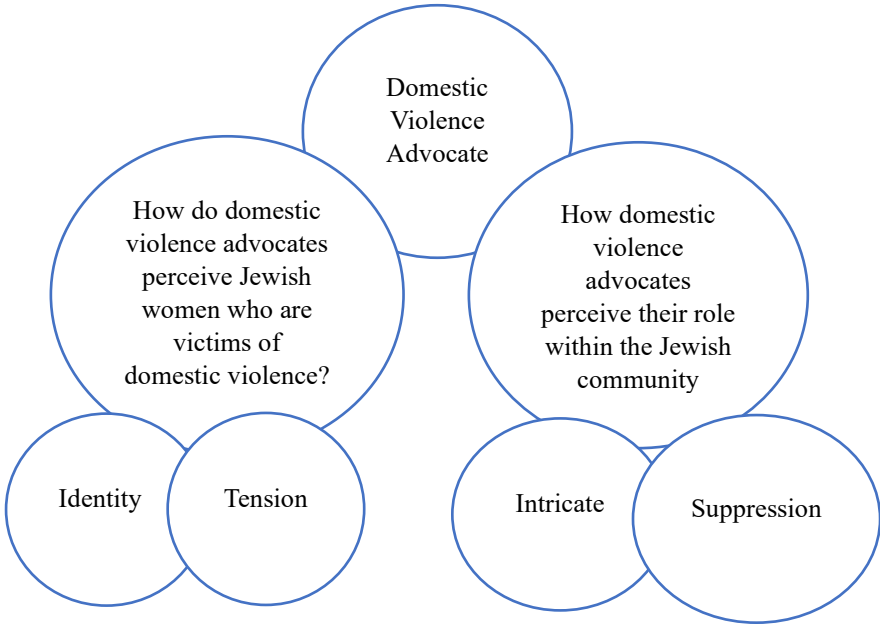 Domestic
Violence
Advocate
How do domestic
violence advocates
perceive Jewish
women who are
victims of
domestic violence?
How domestic
violence
advocates
perceive their role
within the Jewish
community
Identity
Tension
Intricate
Suppression